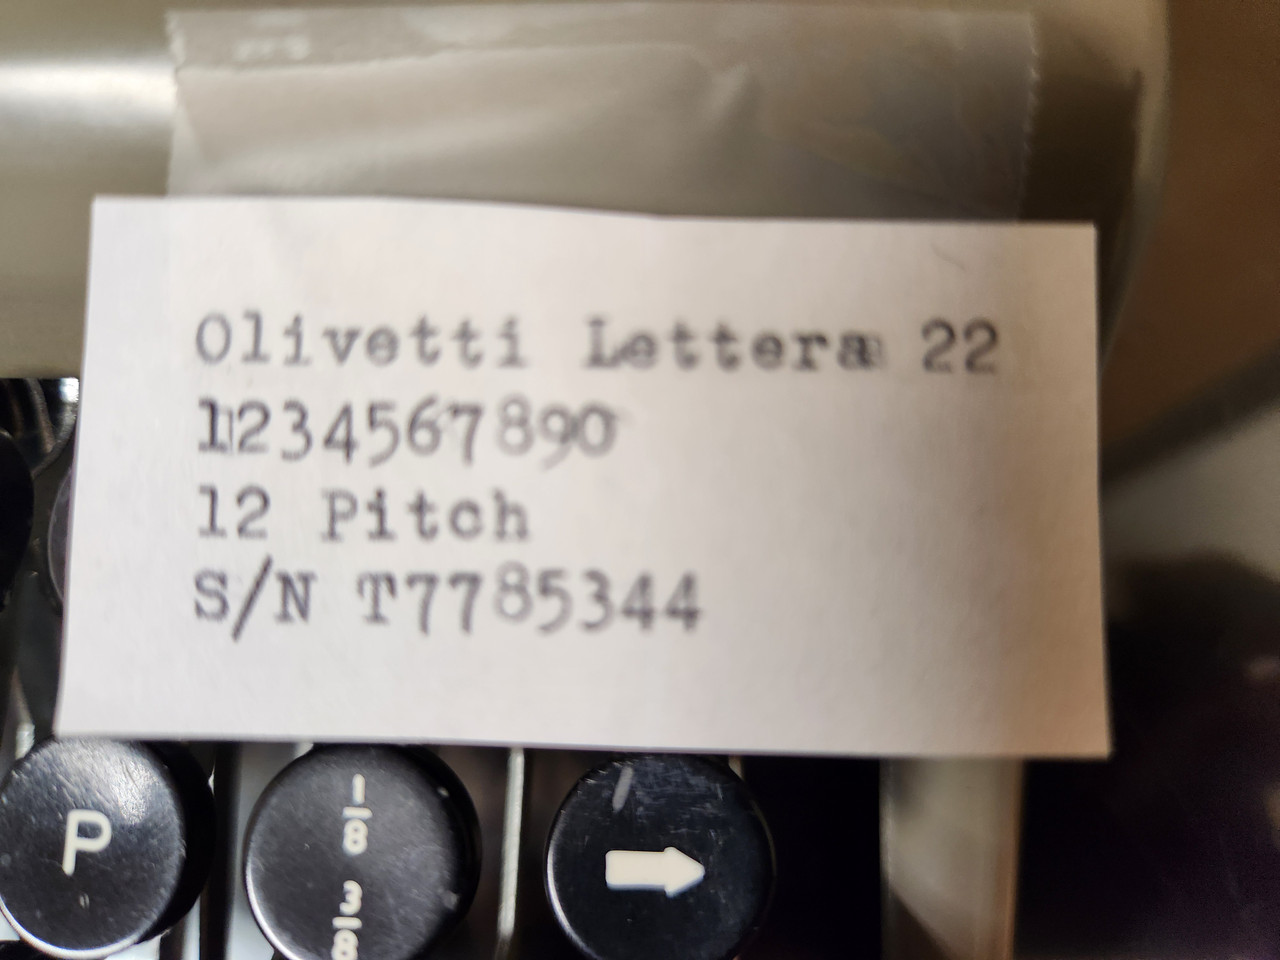 Olivetti Lettera 22
1234567890
12 Pitch
S/N T7785344
P
1/8
3/8